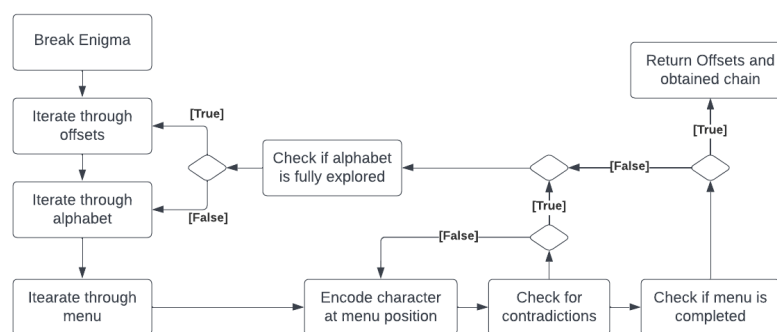 Break Enigma
Return Offsets and
obtained chain
Iterate through
offsets
[True]
[True]
Check if alphabet
is fully explored
[False]
Iterate through
alphabet
[False]
[True]
[False]
Itearate through
menu
Encode character
at menu position
Check for
contradictions
Check if menu is
completed